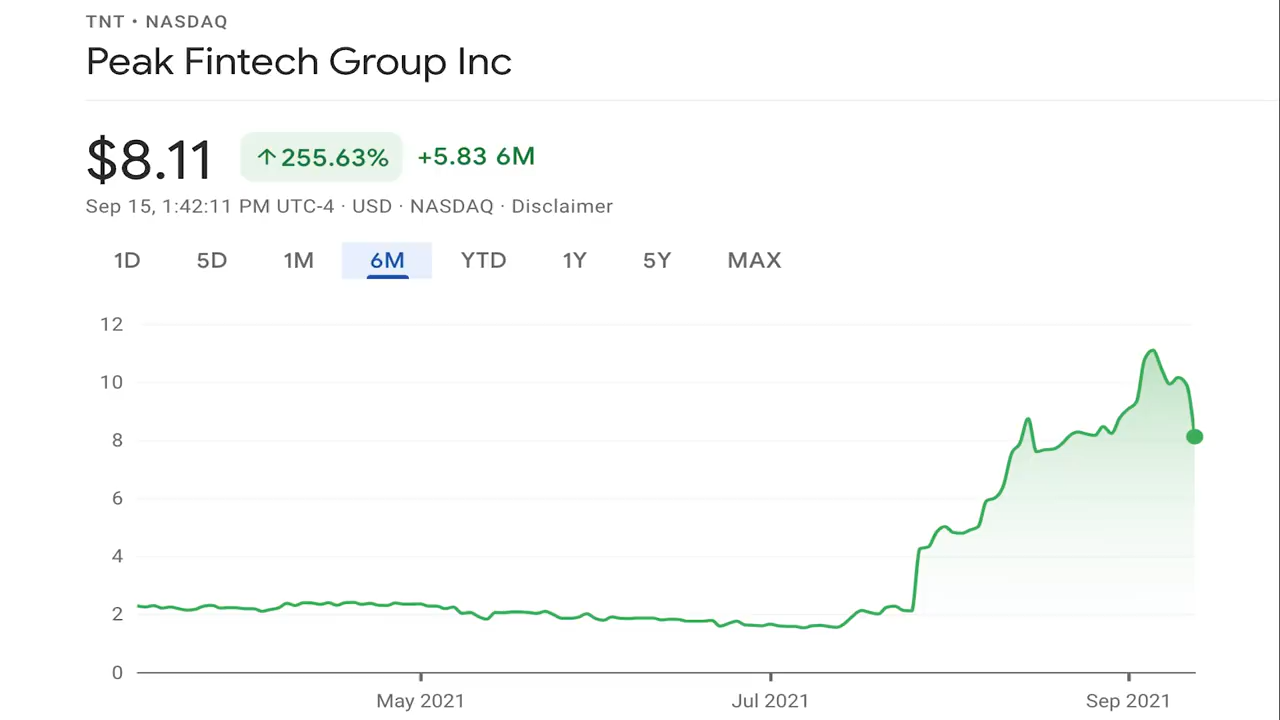 TNT • NASDAQ
Peak Fintech Group Inc
$8.11 ↑255.63% +5.83 6M
Sep 15, 1:42:11 PM UTC-4 · USD · NASDAQ · Disclaimer
1D 5D 1M 6M YTD 1Y 5Y MAX
12
10
8
6
4
2
0
May 2021 Jul 2021 Sep 2021